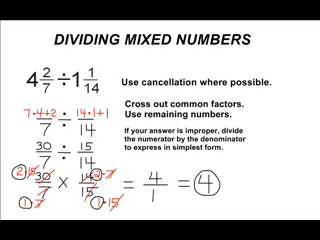 DIVIDING MIXED NUMBERS
4 2/7 ÷ 1 1/14
Use cancellation where possible.
7·4+2 / 7 ÷ 14·1+1 / 14
Cross out common factors.
Use remaining numbers.
If your answer is improper, divide
the numerator by the denominator
to express in simplest form.
30/7 ÷ 15/14
2·15 2·7
30/7 × 14/15 = 4/1 = 4
1·7 1·15